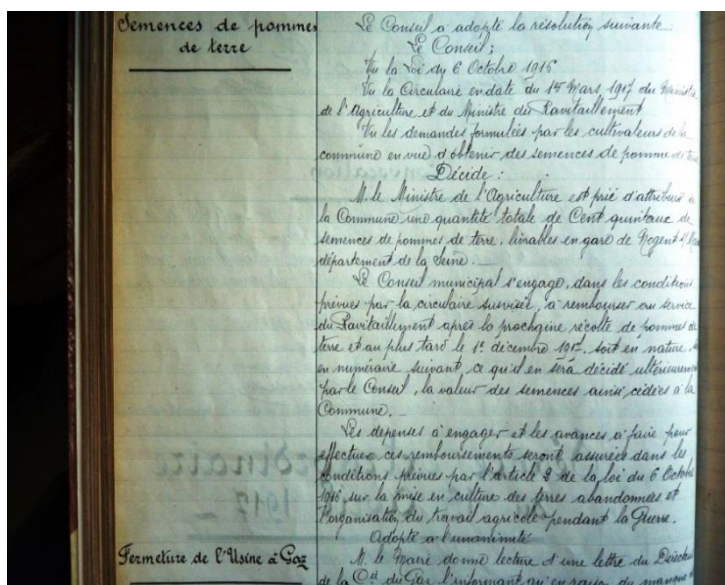 Semences de pommes
de terre
Le Conseil a adopté la résolution suivante :
Le Conseil ;
Vu la Loi du 6 Octobre 1916
Vu la Circulaire en date du 1er Mars 1917 du Ministre
de l'Agriculture et du Ministre du Ravitaillement
Vu les demandes formulées par les cultivateurs de la
commune en vue d'obtenir des semences de pomme de terre
Décide :
M. le Ministre de l'Agriculture est prié d'attribuer à
la Commune une quantité totale de Cent quintaux de
semences de pommes de terre, livrables en gare de Nogent s/
département de la Seine. _
Le Conseil municipal s'engage, dans les conditions
prévues par la circulaire susvisée, à rembourser au service
du Ravitaillement après la prochaine récolte de pommes de
terre et au plus tard le 1er décembre 1917, soit en nature,
en numéraire suivant, ce qu'il en sera décidé ultérieurement
par le Conseil, la valeur des semences ainsi cédées à la
Commune. _
Les dépenses à engager et les avances à faire pour
effectuer ces remboursements seront assurées dans les
conditions prévues par l'article 2 de la loi du 6 Octobre
1916, sur la mise en culture des terres abandonnées et
l'organisation du travail agricole pendant la Guerre.
Adopté à l'unanimité
Fermeture de l'Usine à Gaz
M. le Maire donne lecture d'une lettre du Directeur
de la Cie du Gaz l'informant qu'en raison du manque